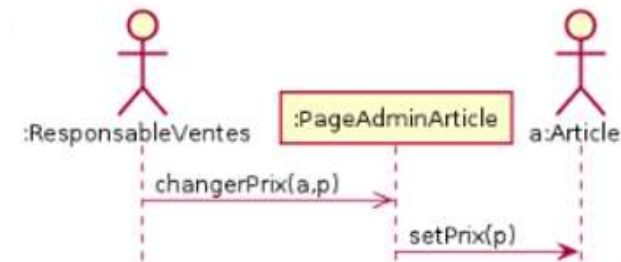 :ResponsableVentes
:PageAdminArticle
a:Article
changerPrix(a,p)
setPrix(p)